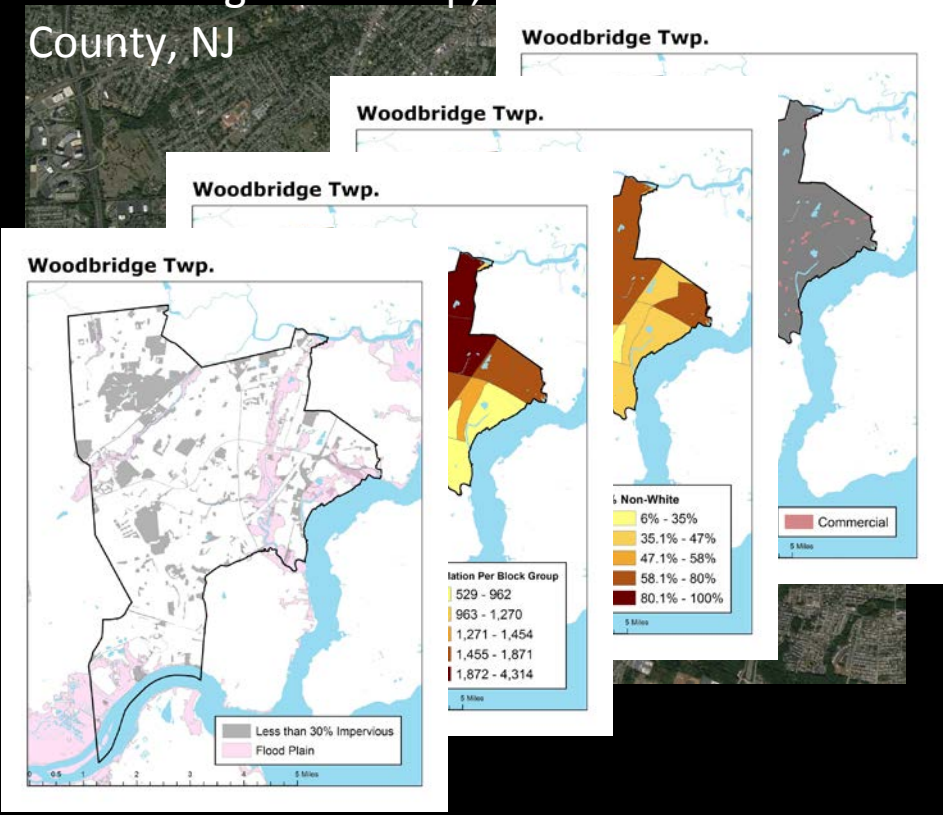 County, NJ
Woodbridge Twp.
Commercial
5 Miles
Woodbridge Twp.
% Non-White
6% - 35%
35.1% - 47%
47.1% - 58%
58.1% - 80%
80.1% - 100%
5 Miles
Woodbridge Twp.
Per Block Group
529 - 962
963 - 1,270
1,271 - 1,454
1,455 - 1,871
1,872 - 4,314
5 Miles
Woodbridge Twp.
Less than 30% Impervious
Flood Plain
0 0.5 1 2 3 4 5 Miles